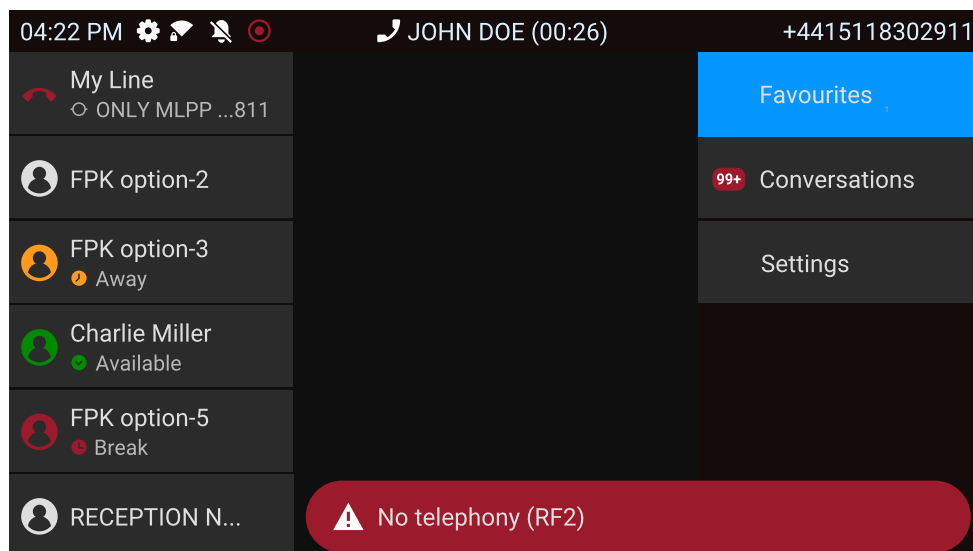 04:22 PM JOHN DOE (00:26) +4415118302911
My Line
ONLY MLPP ...811
FPK option-2
FPK option-3
Away
Charlie Miller
Available
FPK option-5
Break
RECEPTION N...
Favourites 1
99+ Conversations
Settings
No telephony (RF2)